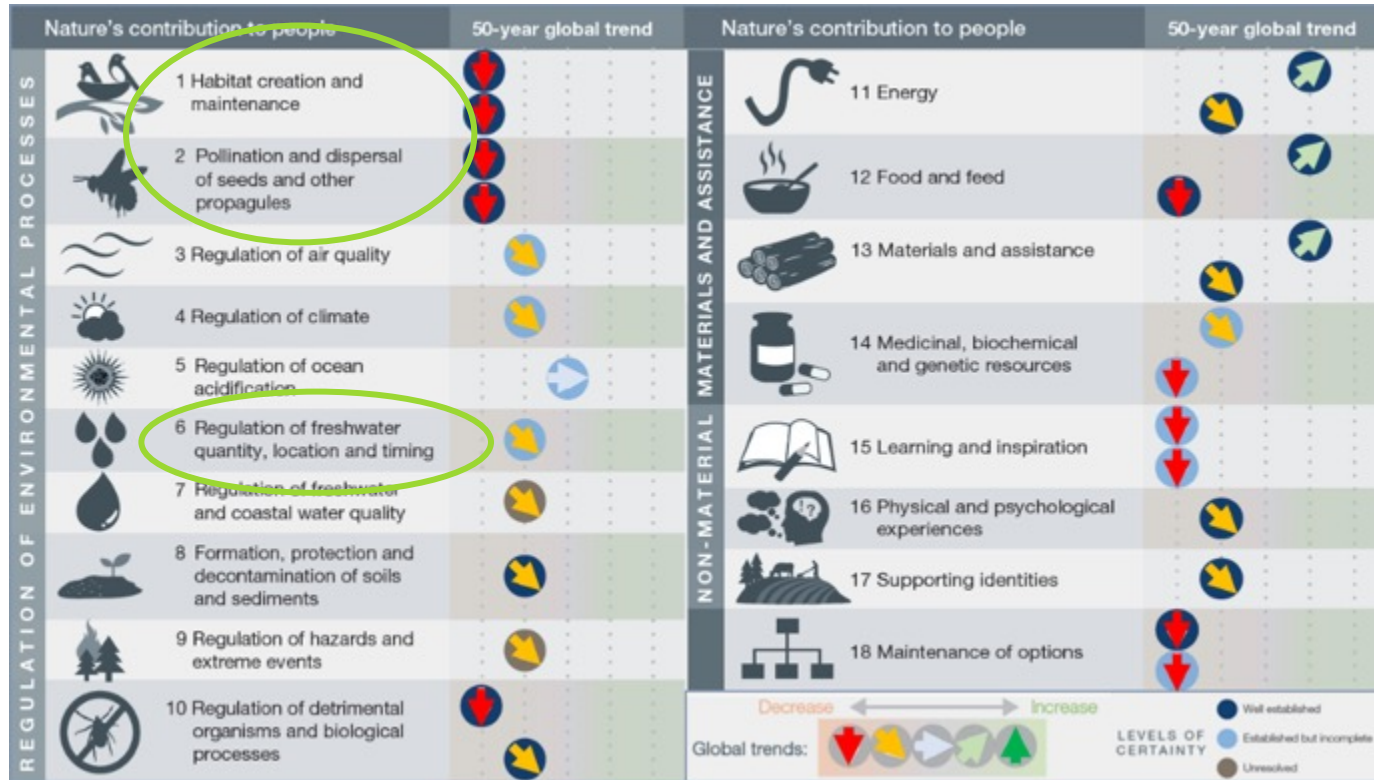 Nature's contribution to people
50-year global trend
REGULATION OF ENVIRONMENTAL PROCESSES
1 Habitat creation and
maintenance
2 Pollination and dispersal
of seeds and other
propagules
3 Regulation of air quality
4 Regulation of climate
5 Regulation of ocean
acidification
6 Regulation of freshwater
quantity, location and timing
7 Regulation of freshwater
and coastal water quality
8 Formation, protection and
decontamination of soils
and sediments
9 Regulation of hazards and
extreme events
10 Regulation of detrimental
organisms and biological
processes
Nature's contribution to people
50-year global trend
MATERIALS AND ASSISTANCE
11 Energy
12 Food and feed
13 Materials and assistance
14 Medicinal, biochemical
and genetic resources
NON-MATERIAL
15 Learning and inspiration
!?
16 Physical and psychological
experiences
17 Supporting identities
18 Maintenance of options
Decrease
Increase
Global trends:
LEVELS OF
CERTAINTY
Well established
Established but incomplete
Unresolved